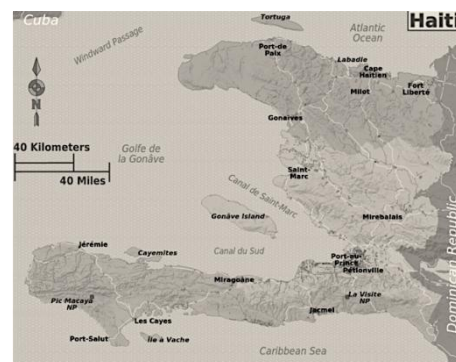 Cuba
Tortuga
Atlantic
Ocean
Haiti
Windward Passage
Port-de
Paix
Labadie
Cape
Haitien
Fort
Liberté
Milot
N
Gonaives
40 Kilometers
40 Miles
Golfe de
la Gonâve
Saint-
Marc
Canal de Saint-Marc
Gonâve Island
Mirebalais
Dominican Republic
Jérémie
Cayemites
Canal du Sud
Port-au-
Prince
Pétionville
Miragoâne
Pic Macaya
NP
La Visite
NP
Les Cayes
Jacmel
Port-Salut
Île à Vache
Caribbean Sea